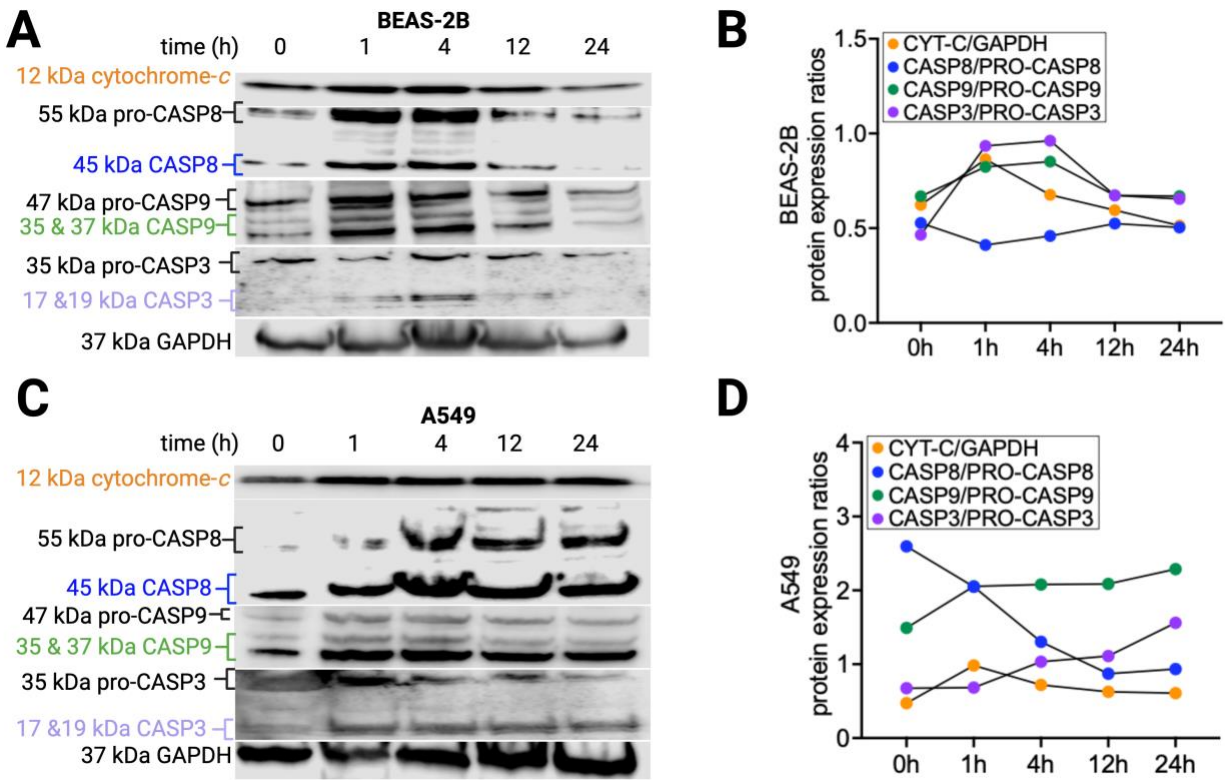 A
BEAS-2B
time (h) 0 1 4 12 24
12 kDa cytochrome-c
55 kDa pro-CASP8
45 kDa CASP8
47 kDa pro-CASP9
35 & 37 kDa CASP9
35 kDa pro-CASP3
17 &19 kDa CASP3
37 kDa GAPDH
B
BEAS-2B
protein expression ratios
1.5
1.0
0.5
0.0
CYT-C/GAPDH
CASP8/PRO-CASP8
CASP9/PRO-CASP9
CASP3/PRO-CASP3
0h 1h 4h 12h 24h
C
A549
time (h) 0 1 4 12 24
12 kDa cytochrome-c
55 kDa pro-CASP8
45 kDa CASP8
47 kDa pro-CASP9
35 & 37 kDa CASP9
35 kDa pro-CASP3
17 &19 kDa CASP3
37 kDa GAPDH
D
A549
protein expression ratios
4
3
2
1
0
CYT-C/GAPDH
CASP8/PRO-CASP8
CASP9/PRO-CASP9
CASP3/PRO-CASP3
0h 1h 4h 12h 24h